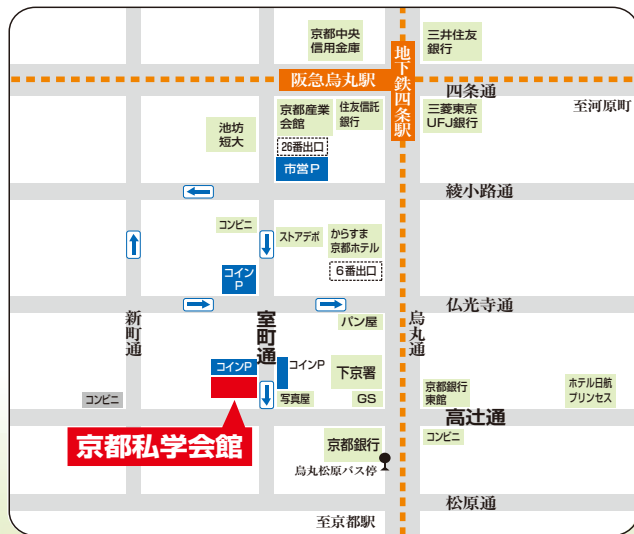 京都中央
信用金庫
地下鉄四条駅
三井住友
銀行
阪急烏丸駅
四条通
至河原町
池坊
短大
京都産業
会館
住友信託
銀行
三菱東京
UFJ銀行
26番出口
市営P
綾小路通
コンビニ
ストアデポ
からすま
京都ホテル
6番出口
コイン
P
仏光寺通
新町通
室町通
パン屋
烏丸通
コインP
コインP
下京署
コンビニ
写真屋
GS
京都銀行
東館
ホテル日航
プリンセス
高辻通
京都私学会館
京都銀行
コンビニ
烏丸松原バス停
松原通
至京都駅